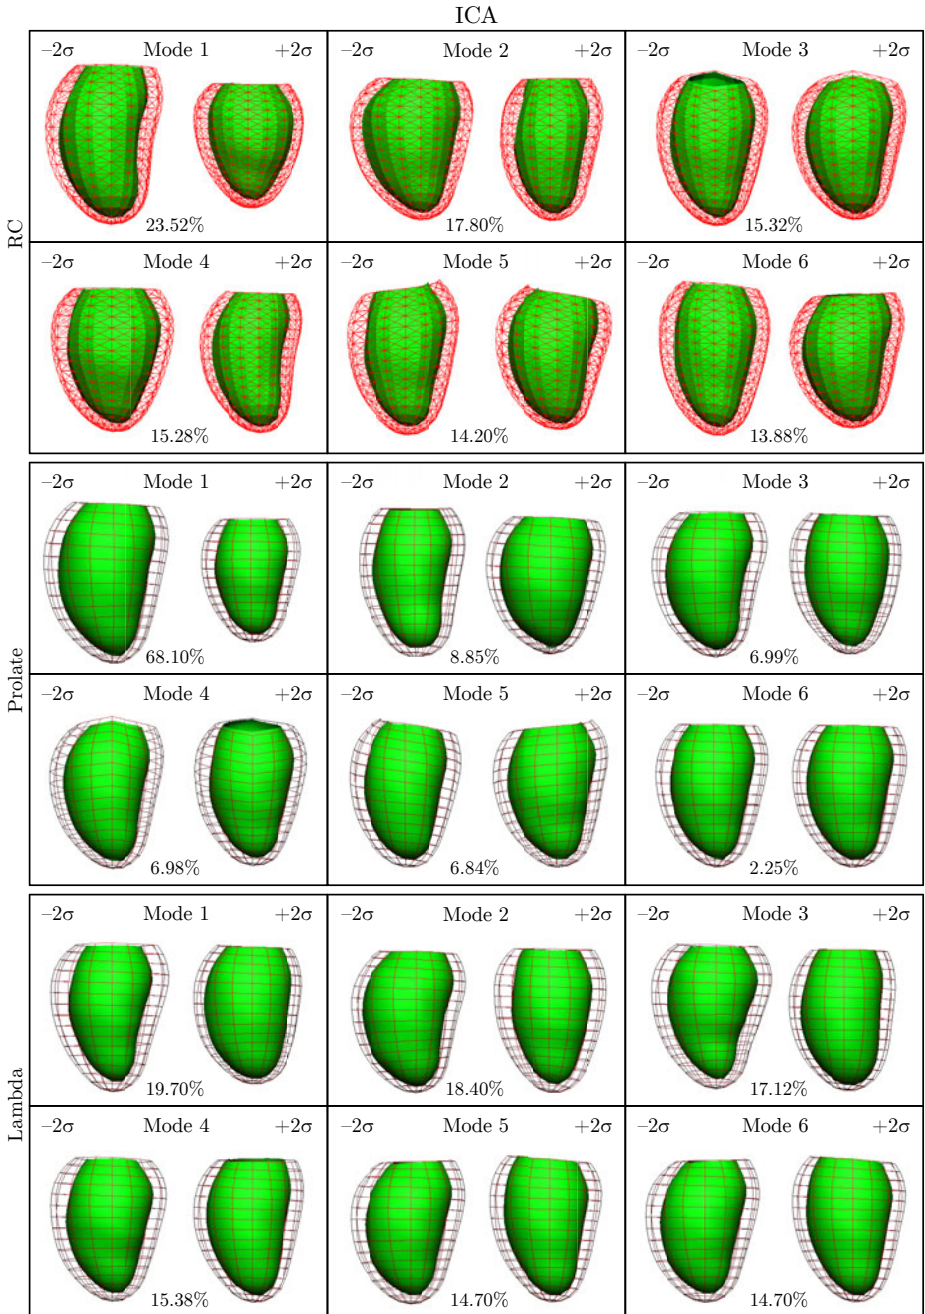 ICA
RC
–2σ Mode 1 +2σ
23.52%
–2σ Mode 2 +2σ
17.80%
–2σ Mode 3 +2σ
15.32%
–2σ Mode 4 +2σ
15.28%
–2σ Mode 5 +2σ
14.20%
–2σ Mode 6 +2σ
13.88%
Prolate
–2σ Mode 1 +2σ
68.10%
–2σ Mode 2 +2σ
8.85%
–2σ Mode 3 +2σ
6.99%
–2σ Mode 4 +2σ
6.98%
–2σ Mode 5 +2σ
6.84%
–2σ Mode 6 +2σ
2.25%
Lambda
–2σ Mode 1 +2σ
19.70%
–2σ Mode 2 +2σ
18.40%
–2σ Mode 3 +2σ
17.12%
–2σ Mode 4 +2σ
15.38%
–2σ Mode 5 +2σ
14.70%
–2σ Mode 6 +2σ
14.70%